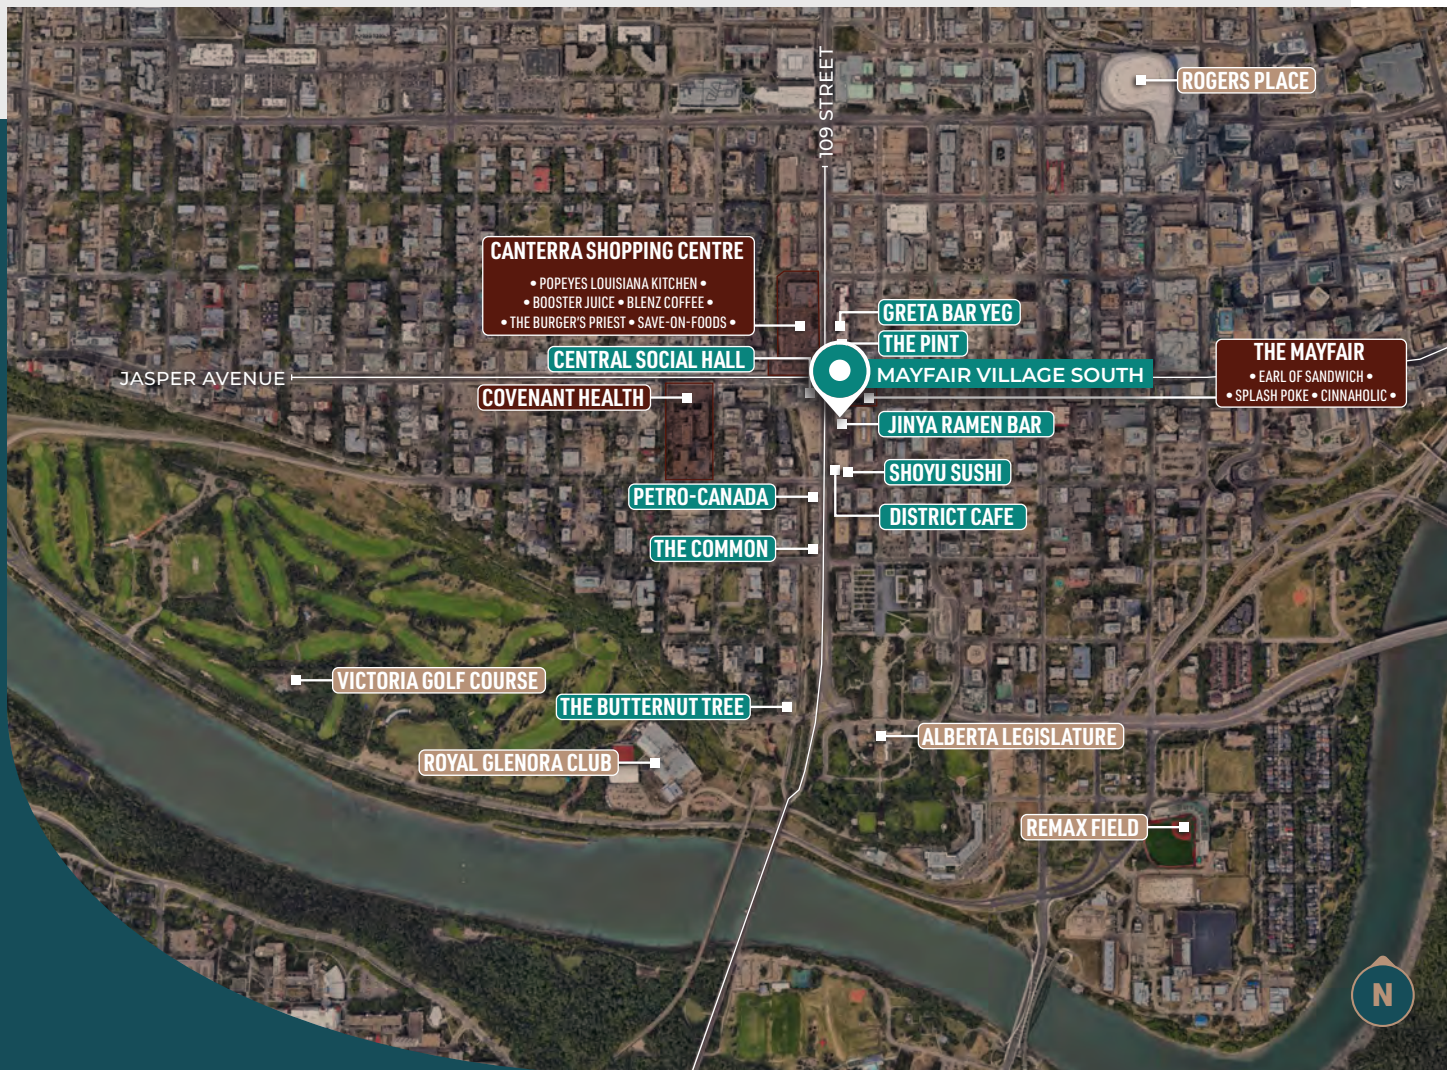 109 STREET
ROGERS PLACE
CANTERRA SHOPPING CENTRE
• POPEYES LOUISIANA KITCHEN •
• BOOSTER JUICE • BLENZ COFFEE •
• THE BURGER'S PRIEST • SAVE-ON-FOODS •
GRETA BAR YEG
THE PINT
CENTRAL SOCIAL HALL
JASPER AVENUE
MAYFAIR VILLAGE SOUTH
THE MAYFAIR
• EARL OF SANDWICH •
• SPLASH POKE • CINNAHOLIC •
COVENANT HEALTH
JINYA RAMEN BAR
SHOYU SUSHI
PETRO-CANADA
DISTRICT CAFE
THE COMMON
VICTORIA GOLF COURSE
THE BUTTERNUT TREE
ALBERTA LEGISLATURE
ROYAL GLENORA CLUB
REMAX FIELD
N